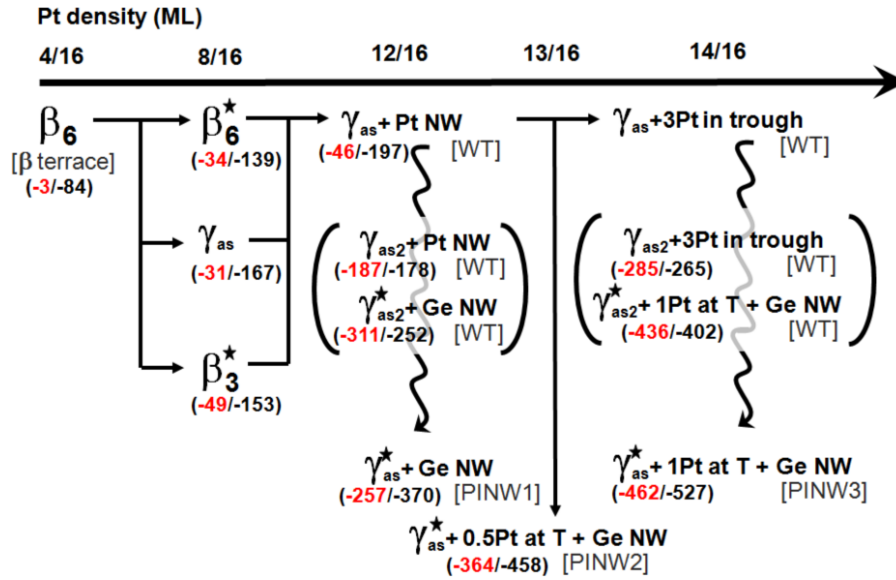 Pt density (ML)
4/16 8/16 12/16 13/16 14/16
β6 β6★ γas + Pt NW γas+3Pt in trough
[β terrace] (-34/-139) (-46/-197) [WT] [WT]
(-3/-84)
γas γas2+ Pt NW γas2+3Pt in trough
(-31/-167) (-187/-178) [WT] (-285/-265) [WT]
γ★as2+ Ge NW γ★as2+ 1Pt at T + Ge NW
(-311/-252) [WT] (-436/-402) [WT]
β3★
(-49/-153)
γ★as+ Ge NW γ★as+ 1Pt at T + Ge NW
(-257/-370) [PINW1] (-462/-527) [PINW3]
γ★as+ 0.5Pt at T + Ge NW
(-364/-458) [PINW2]